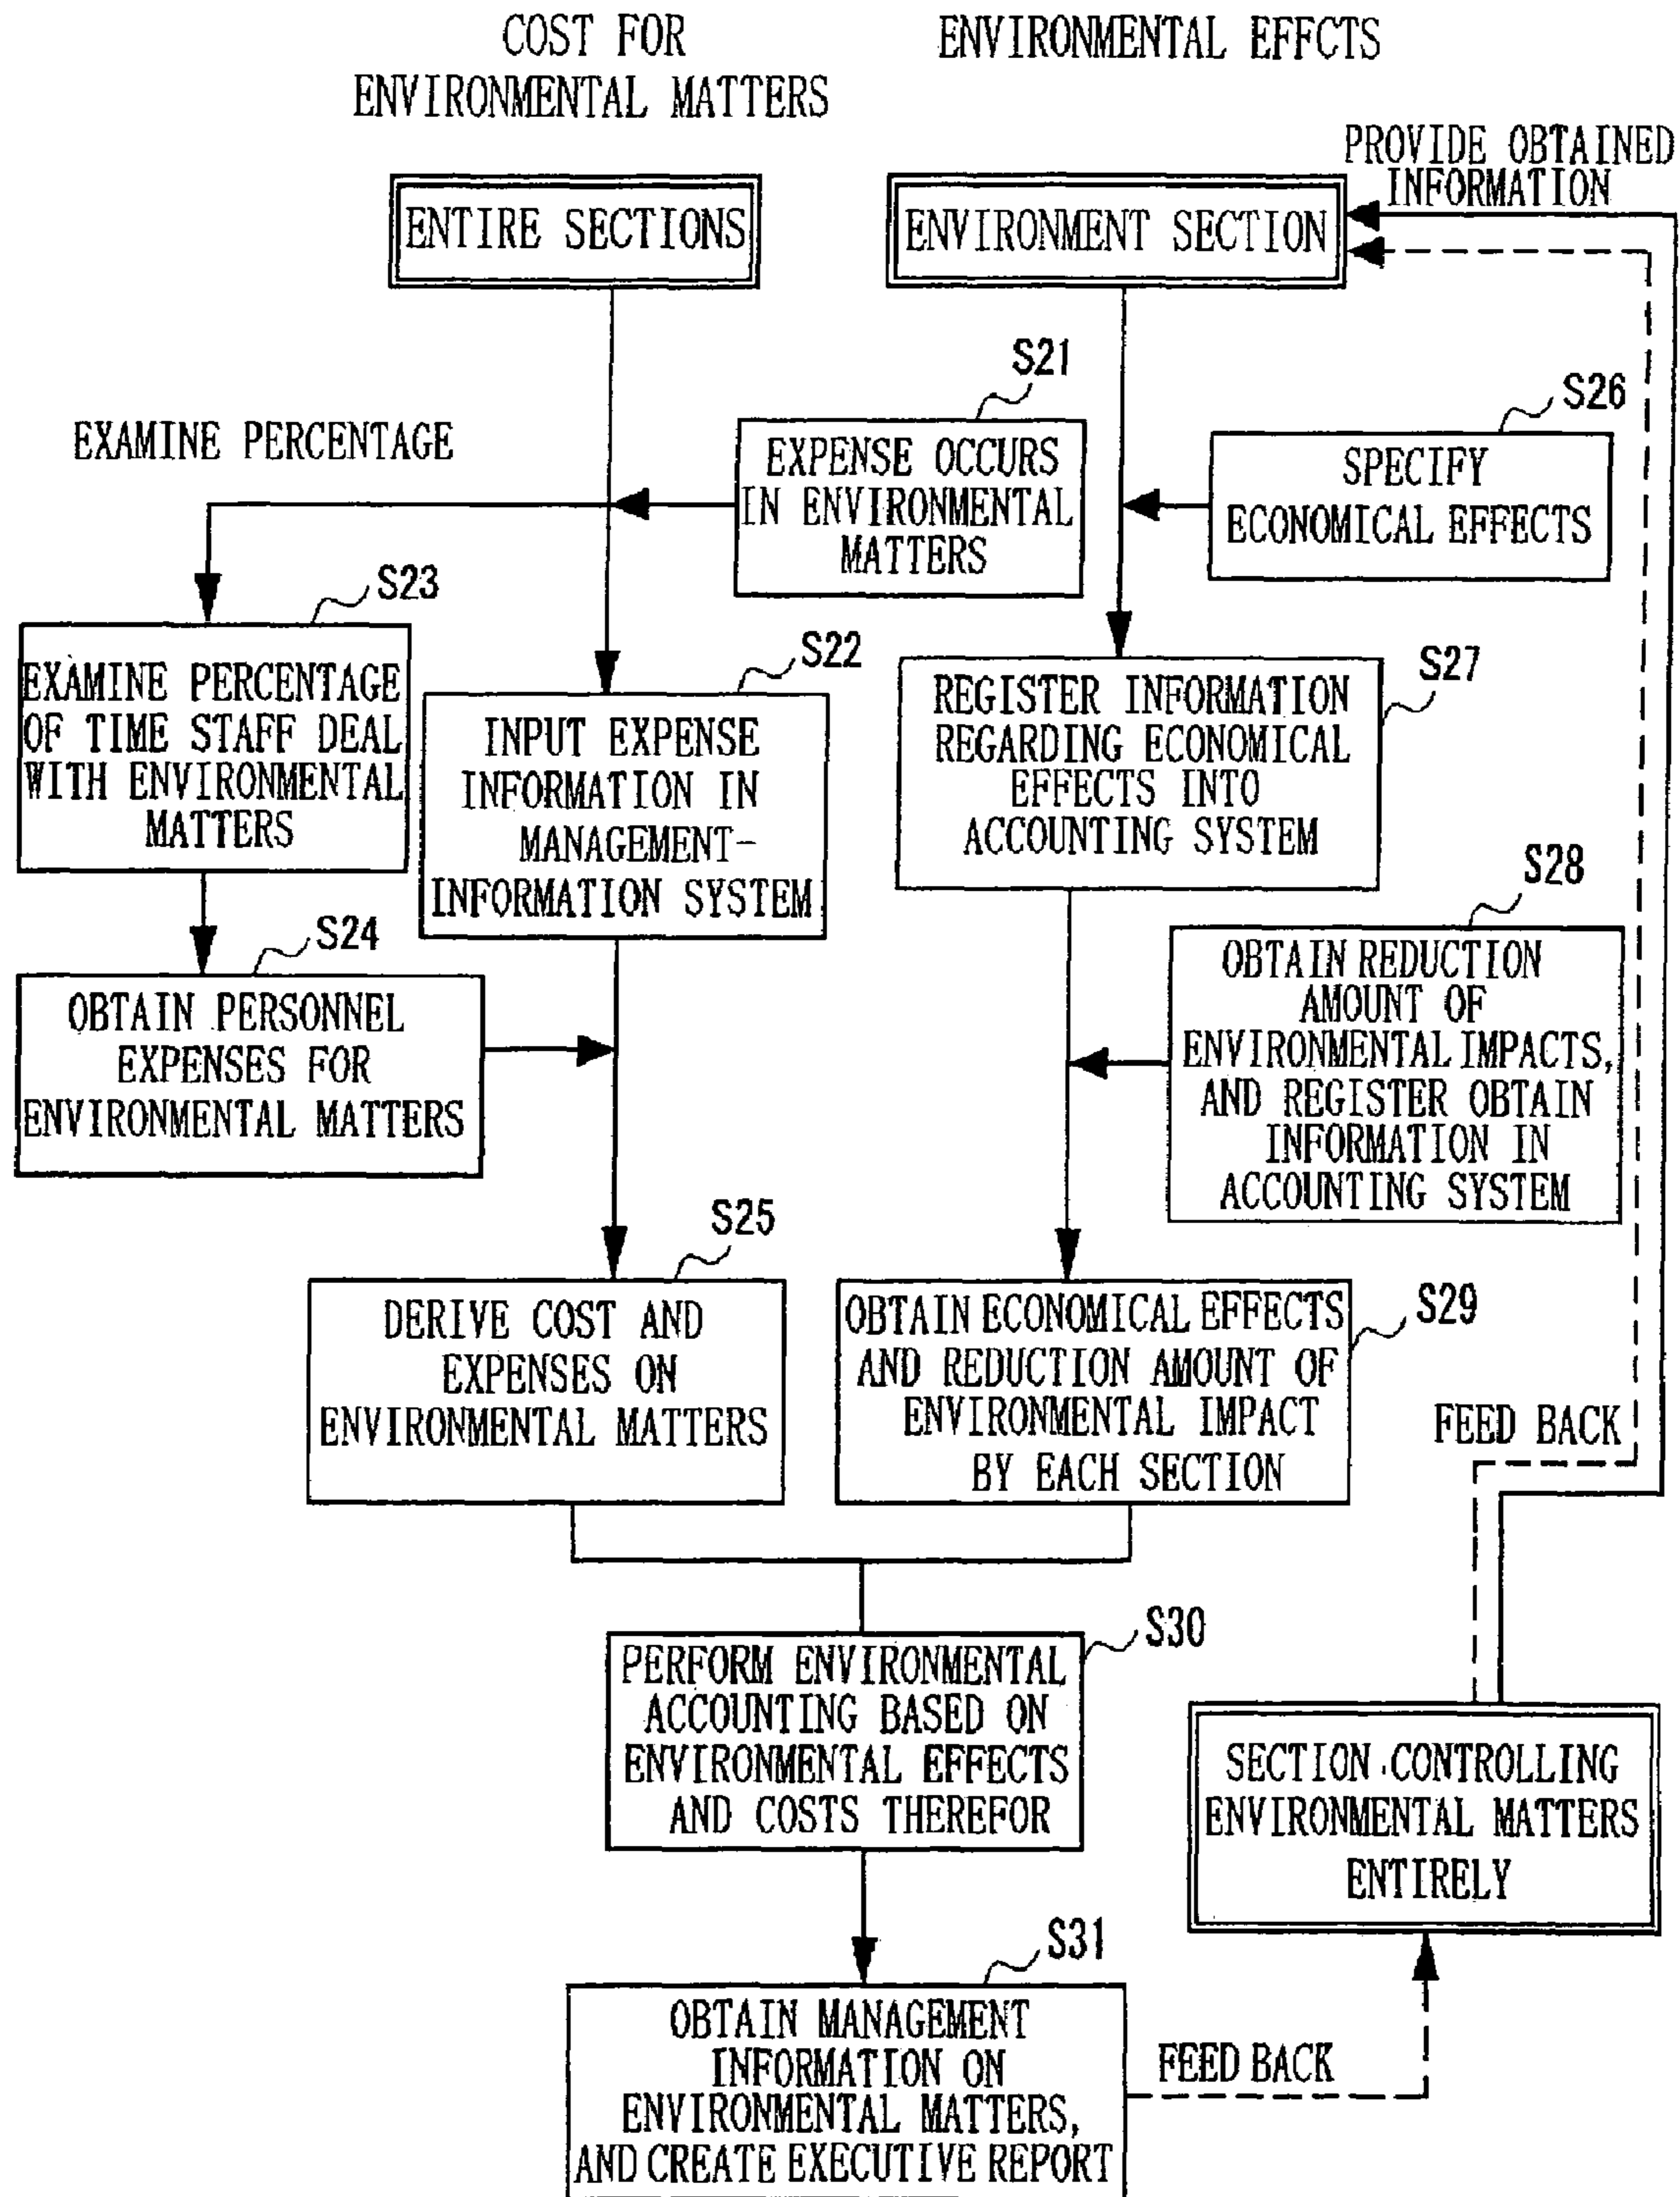 COST FOR
ENVIRONMENTAL MATTERS
ENVIRONMENTAL EFFCTS
PROVIDE OBTAINED
INFORMATION
ENTIRE SECTIONS
ENVIRONMENT SECTION
S21
EXPENSE OCCURS
IN ENVIRONMENTAL
MATTERS
S26
SPECIFY
ECONOMICAL EFFECTS
EXAMINE PERCENTAGE
S23
EXAMINE PERCENTAGE
OF TIME STAFF DEAL
WITH ENVIRONMENTAL
MATTERS
S22
INPUT EXPENSE
INFORMATION IN
MANAGEMENT-
INFORMATION SYSTEM
S27
REGISTER INFORMATION
REGARDING ECONOMICAL
EFFECTS INTO
ACCOUNTING SYSTEM
S24
OBTAIN PERSONNEL
EXPENSES FOR
ENVIRONMENTAL MATTERS
S28
OBTAIN REDUCTION
AMOUNT OF
ENVIRONMENTAL IMPACTS,
AND REGISTER OBTAIN
INFORMATION IN
ACCOUNTING SYSTEM
S25
DERIVE COST AND
EXPENSES ON
ENVIRONMENTAL MATTERS
S29
OBTAIN ECONOMICAL EFFECTS
AND REDUCTION AMOUNT OF
ENVIRONMENTAL IMPACT
BY EACH SECTION
FEED BACK
S30
PERFORM ENVIRONMENTAL
ACCOUNTING BASED ON
ENVIRONMENTAL EFFECTS
AND COSTS THEREFOR
SECTION CONTROLLING
ENVIRONMENTAL MATTERS
ENTIRELY
S31
OBTAIN MANAGEMENT
INFORMATION ON
ENVIRONMENTAL MATTERS,
AND CREATE EXECUTIVE REPORT
FEED BACK